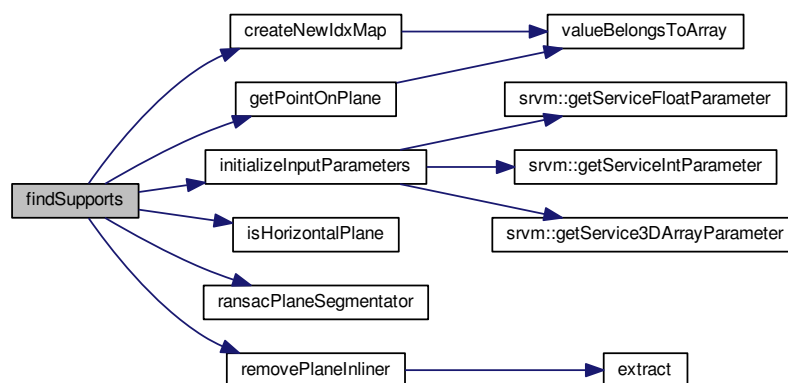 createNewIdxMap
valueBelongsToArray
getPointOnPlane
srvm::getServiceFloatParameter
initializeInputParameters
srvm::getServiceIntParameter
findSupports
isHorizontalPlane
srvm::getService3DArrayParameter
ransacPlaneSegmentator
removePlaneInliner
extract